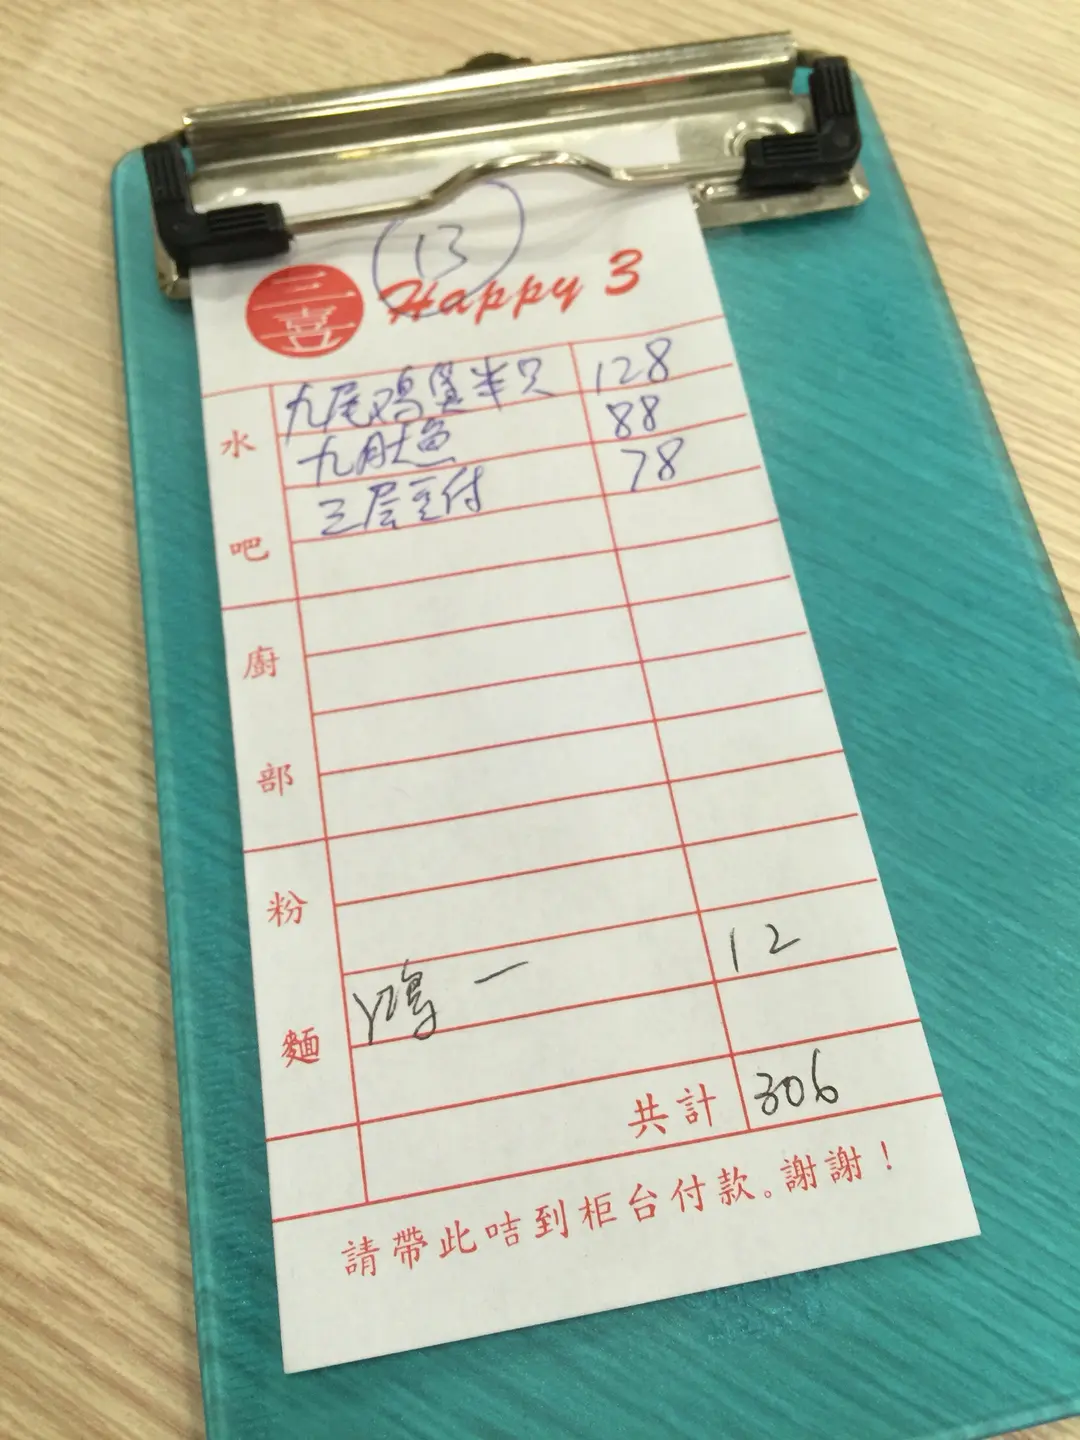 13
三喜 Happy 3
九尾鸡煲半只 128
九肚鱼 88
三层豆付 78
水吧
廚部
粉麵
一 12
共計 306
請帶此咭到柜台付款。謝謝！